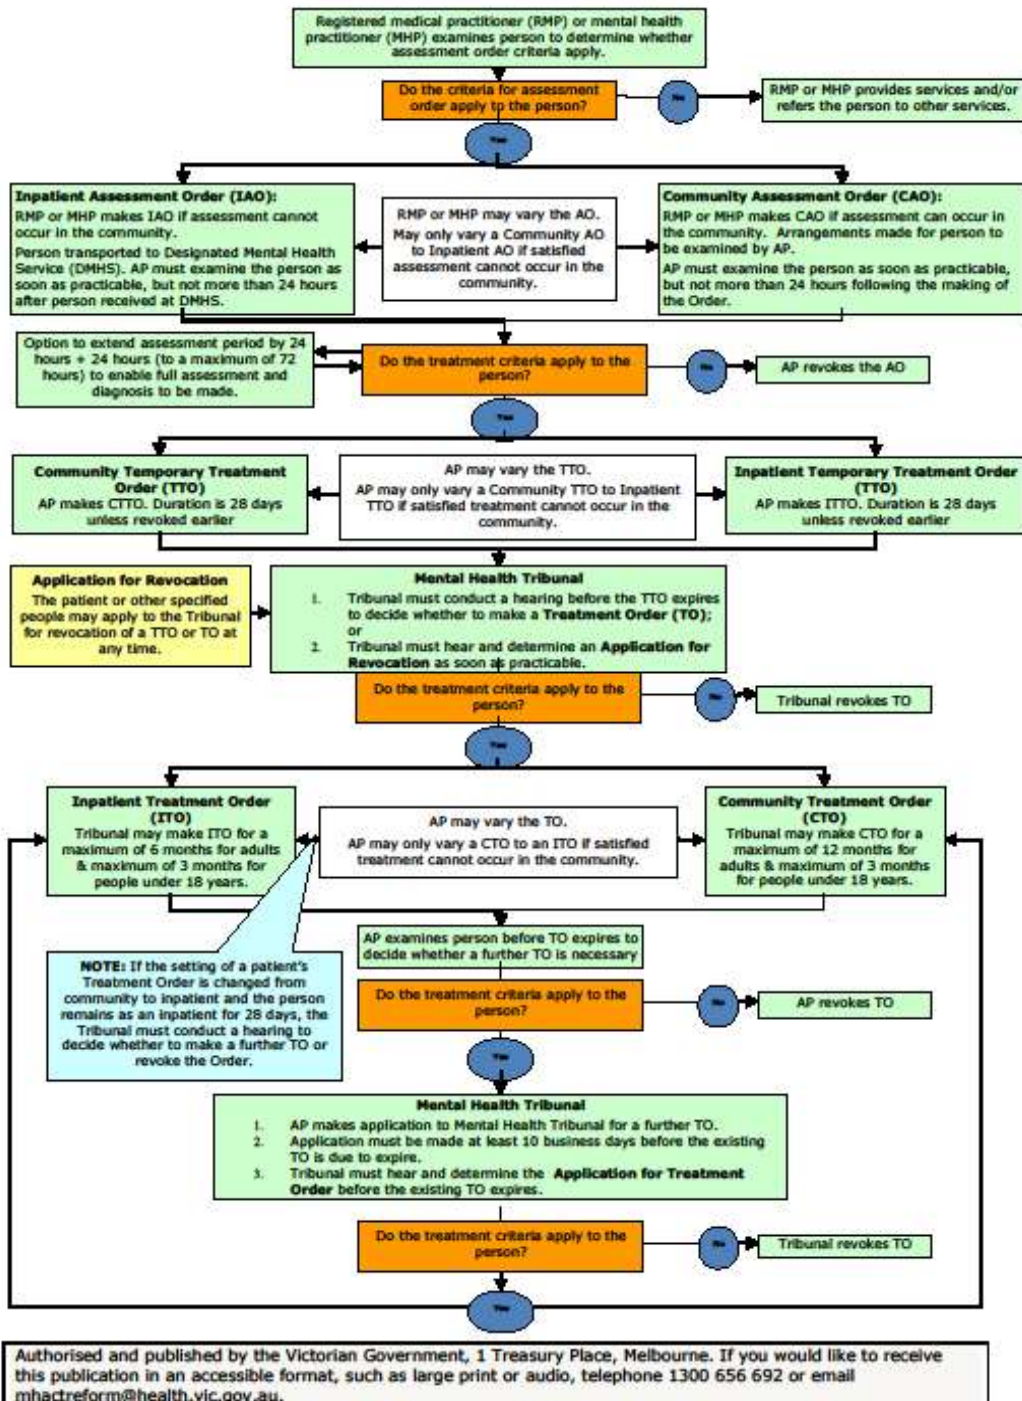 Registered medical practitioner (RMP) or mental health
practitioner (MHP) examines person to determine whether
assessment order criteria apply.
Do the criteria for assessment
order apply to the person?
No
RMP or MHP provides services and/or
refers the person to other services.
Yes
Inpatient Assessment Order (IAO):
RMP or MHP makes IAO if assessment cannot
occur in the community.
Person transported to Designated Mental Health
Service (DMHS). AP must examine the person as
soon as practicable, but not more than 24 hours
after person received at DMHS.
RMP or MHP may vary the AO.
May only vary a Community AO
to Inpatient AO if satisfied
assessment cannot occur in the
community.
Community Assessment Order (CAO):
RMP or MHP makes CAO if assessment can occur in
the community. Arrangements made for person to
be examined by AP.
AP must examine the person as soon as practicable,
but not more than 24 hours following the making of
the Order.
Option to extend assessment period by 24
hours + 24 hours (to a maximum of 72
hours) to enable full assessment and
diagnosis to be made.
Do the treatment criteria apply to the
person?
No
AP revokes the AO
Yes
Community Temporary Treatment
Order (TTO)
AP makes CTTO. Duration is 28 days
unless revoked earlier
AP may vary the TTO.
AP may only vary a Community TTO to Inpatient
TTO if satisfied treatment cannot occur in the
community.
Inpatient Temporary Treatment Order
(TTO)
AP makes ITTO. Duration is 28 days
unless revoked earlier
Application for Revocation
The patient or other specified
people may apply to the Tribunal
for revocation of a TTO or TO at
any time.
Mental Health Tribunal
1. Tribunal must conduct a hearing before the TTO expires
to decide whether to make a Treatment Order (TO);
or
2. Tribunal must hear and determine an Application for
Revocation as soon as practicable.
Do the treatment criteria apply to the
person?
No
Tribunal revokes TO
Yes
Inpatient Treatment Order
(ITO)
Tribunal may make ITO for a
maximum of 6 months for adults
& maximum of 3 months for
people under 18 years.
AP may vary the TO.
AP may only vary a CTO to an ITO if satisfied
treatment cannot occur in the community.
Community Treatment Order
(CTO)
Tribunal may make CTO for a
maximum of 12 months for
adults & maximum of 3 months
for people under 18 years.
AP examines person before TO expires to
decide whether a further TO is necessary
NOTE: If the setting of a patient's
Treatment Order is changed from
community to inpatient and the person
remains as an inpatient for 28 days, the
Tribunal must conduct a hearing to
decide whether to make a further TO or
revoke the Order.
Do the treatment criteria apply to the
person?
No
AP revokes TO
Yes
Mental Health Tribunal
1. AP makes application to Mental Health Tribunal for a further TO.
2. Application must be made at least 10 business days before the existing
TO is due to expire.
3. Tribunal must hear and determine the Application for Treatment
Order before the existing TO expires.
Do the treatment criteria apply to the
person?
No
Tribunal revokes TO
Yes
Authorised and published by the Victorian Government, 1 Treasury Place, Melbourne. If you would like to receive
this publication in an accessible format, such as large print or audio, telephone 1300 656 692 or email
mhactreform@health.vic.gov.au.